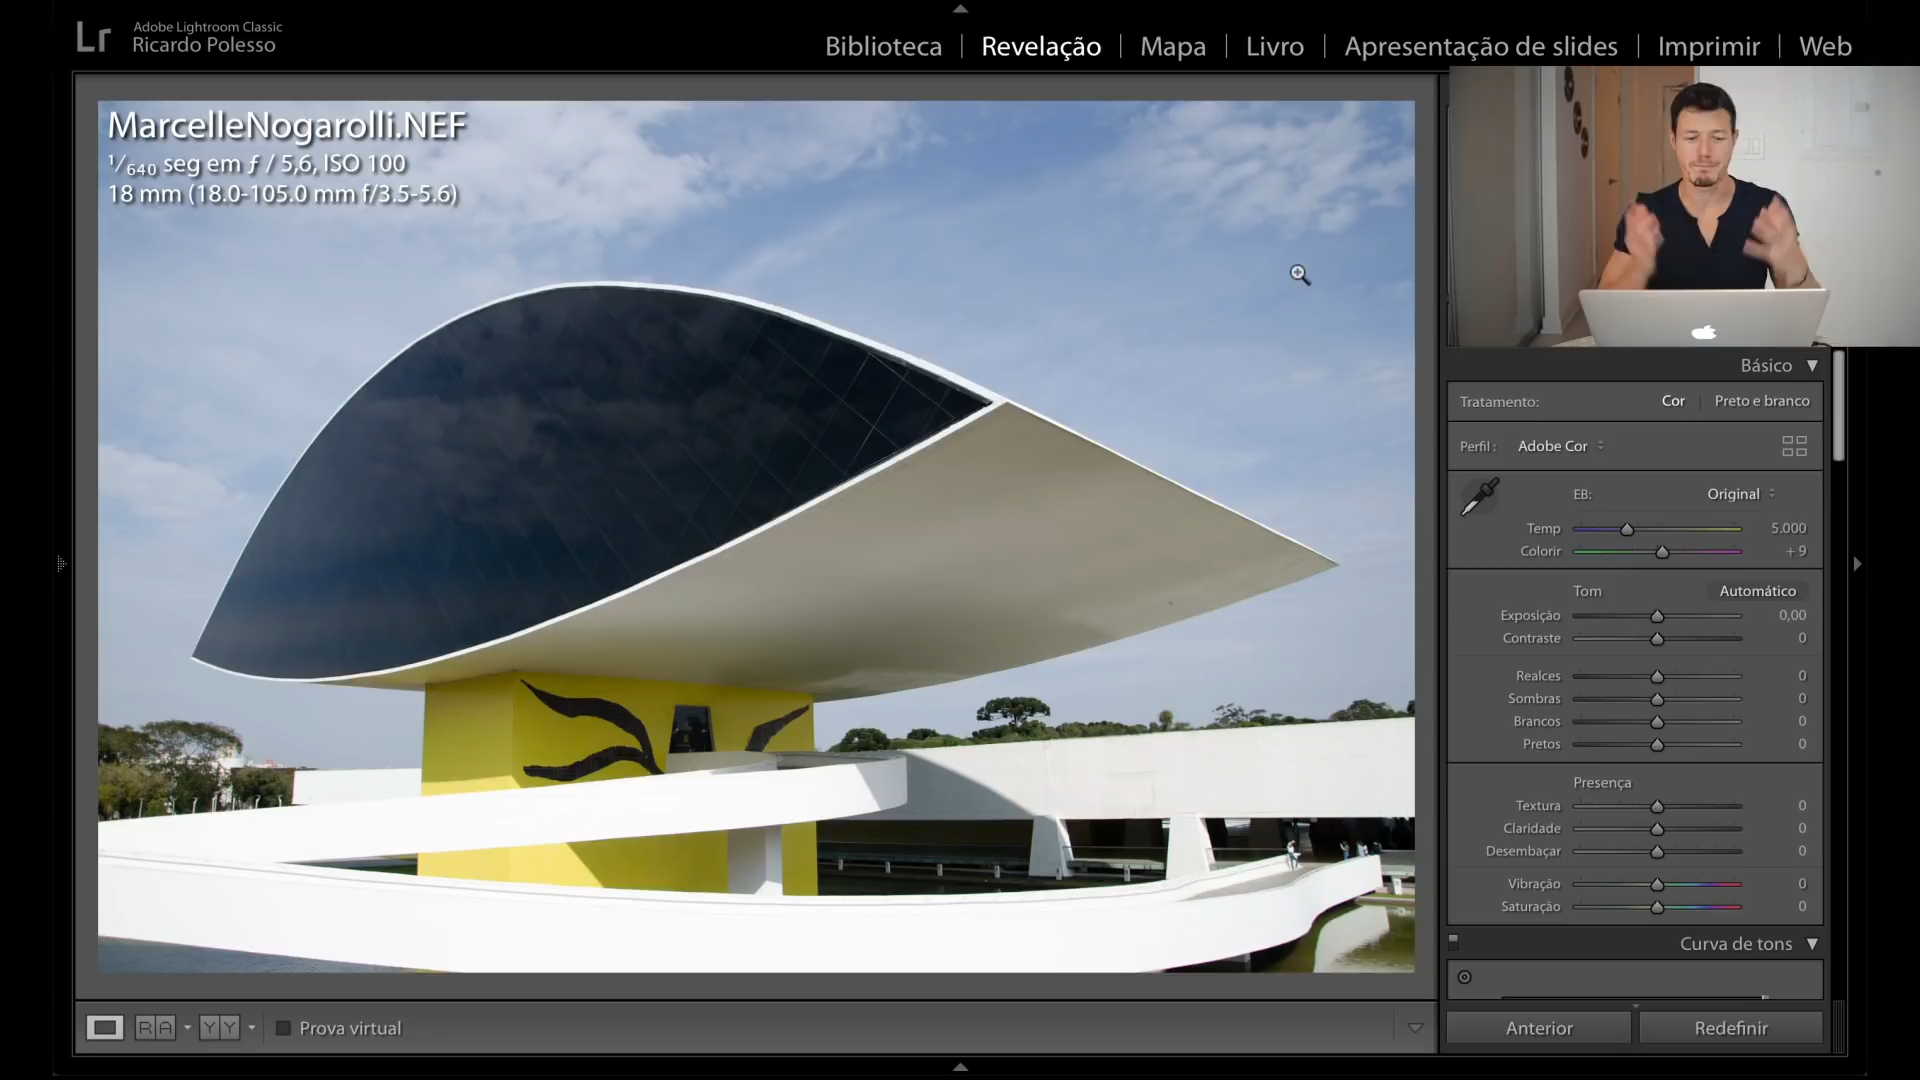 Lr
Adobe Lightroom Classic
Ricardo Polesso
Biblioteca | Revelação | Mapa | Livro | Apresentação de slides | Imprimir | Web
MarcelleNogarolli.NEF
1/640 seg em ƒ / 5,6, ISO 100
18 mm (18.0-105.0 mm f/3.5-5.6)
Básico
Tratamento: Cor | Preto e branco
Perfil: Adobe Cor
EB: Original
Temp 5.000
Colorir + 9
Tom Automático
Exposição 0,00
Contraste 0
Realces 0
Sombras 0
Brancos 0
Pretos 0
Presença
Textura 0
Claridade 0
Desembaçar 0
Vibração 0
Saturação 0
Curva de tons
RA YY Prova virtual
Anterior Redefinir